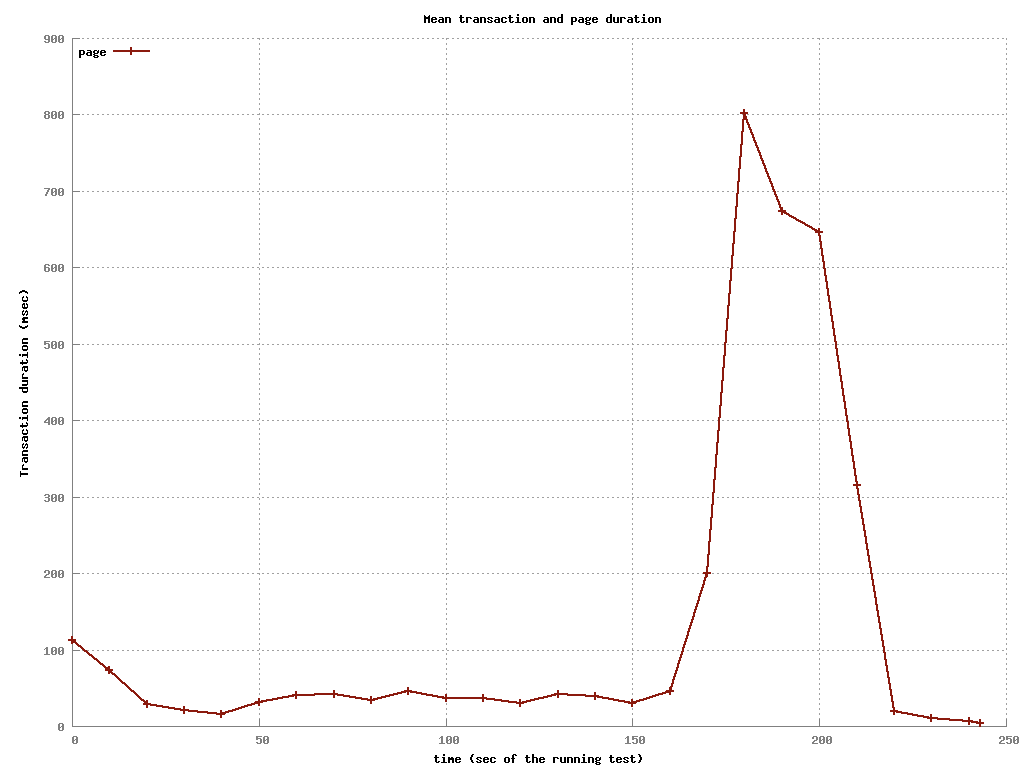 Mean transaction and page duration
900
page
800
700
600
500
400
300
200
100
0
Transaction duration (msec)
0 50 100 150 200 250
time (sec of the running test)